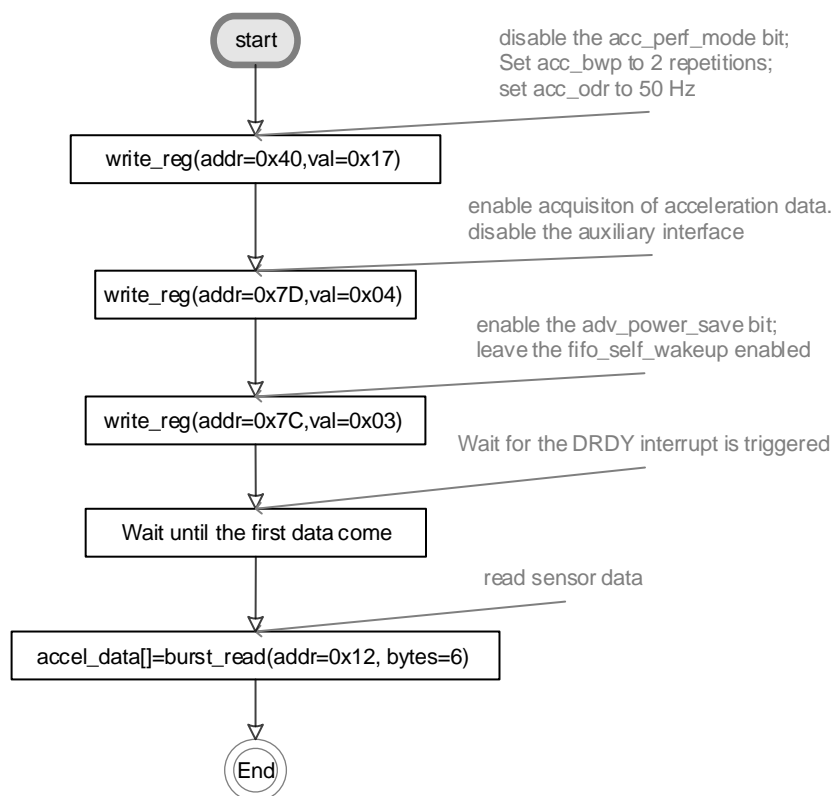 start
disable the acc_perf_mode bit;
Set acc_bwp to 2 repetitions;
set acc_odr to 50 Hz
write_reg(addr=0x40,val=0x17)
enable acquisiton of acceleration data.
disable the auxiliary interface
write_reg(addr=0x7D,val=0x04)
enable the adv_power_save bit;
leave the fifo_self_wakeup enabled
write_reg(addr=0x7C,val=0x03)
Wait for the DRDY interrupt is triggered
Wait until the first data come
read sensor data
accel_data[]=burst_read(addr=0x12, bytes=6)
End